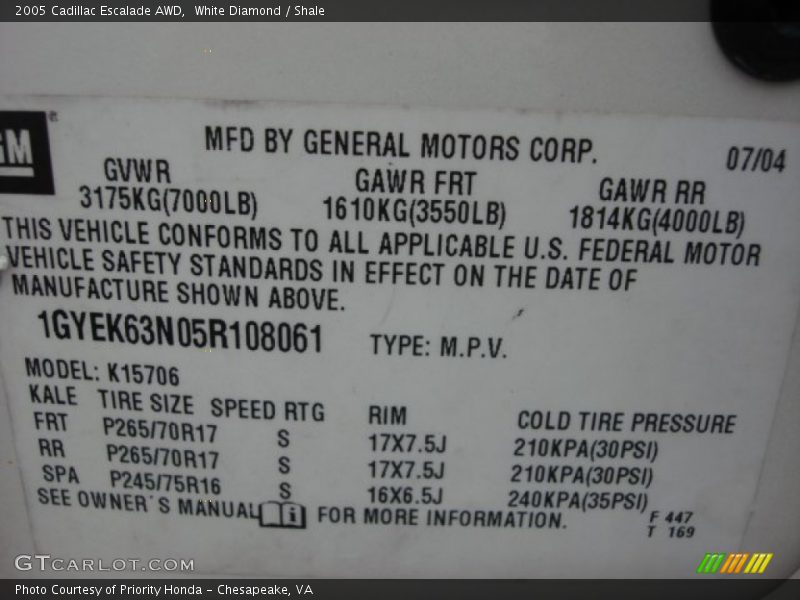 2005 Cadillac Escalade AWD,  White Diamond / Shale
GM
MFD BY GENERAL MOTORS CORP. 07/04
GVWR GAWR FRT GAWR RR
3175KG(7000LB) 1610KG(3550LB) 1814KG(4000LB)
THIS VEHICLE CONFORMS TO ALL APPLICABLE U.S. FEDERAL MOTOR
VEHICLE SAFETY STANDARDS IN EFFECT ON THE DATE OF
MANUFACTURE SHOWN ABOVE.
1GYEK63N05R108061 TYPE: M.P.V.
MODEL: K15706
KALE TIRE SIZE SPEED RTG RIM COLD TIRE PRESSURE
FRT P265/70R17 S 17X7.5J 210KPA(30PSI)
RR P265/70R17 S 17X7.5J 210KPA(30PSI)
SPA P245/75R16 S 16X6.5J 240KPA(35PSI)
SEE OWNER'S MANUAL i FOR MORE INFORMATION.
F 447
T 169
GTCARLOT.COM
Photo Courtesy of Priority Honda - Chesapeake, VA